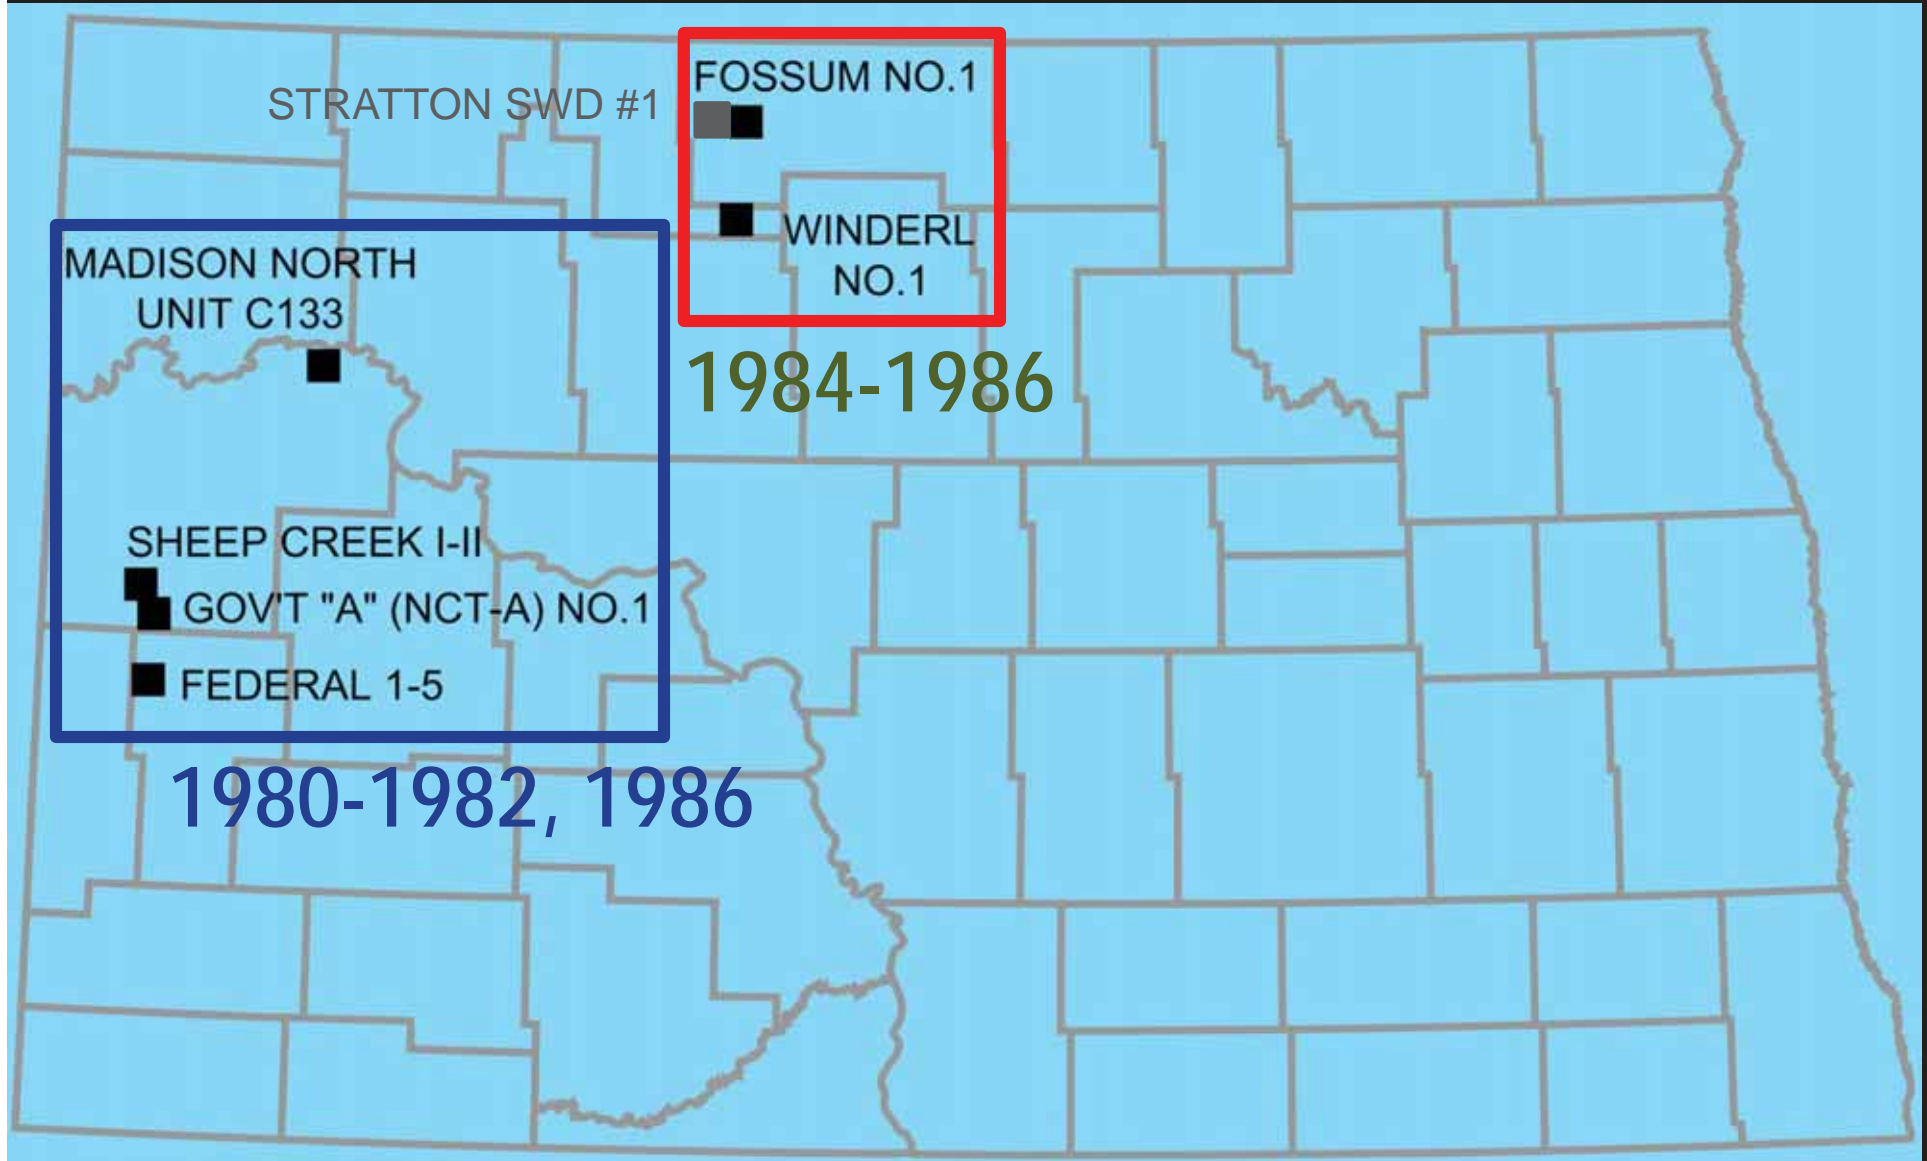 FOSSUM NO.1
STRATTON SWD #1
WINDERL
NO.1
MADISON NORTH
UNIT C133
1984-1986
SHEEP CREEK I-II
GOV'T "A" (NCT-A) NO.1
FEDERAL 1-5
1980-1982, 1986